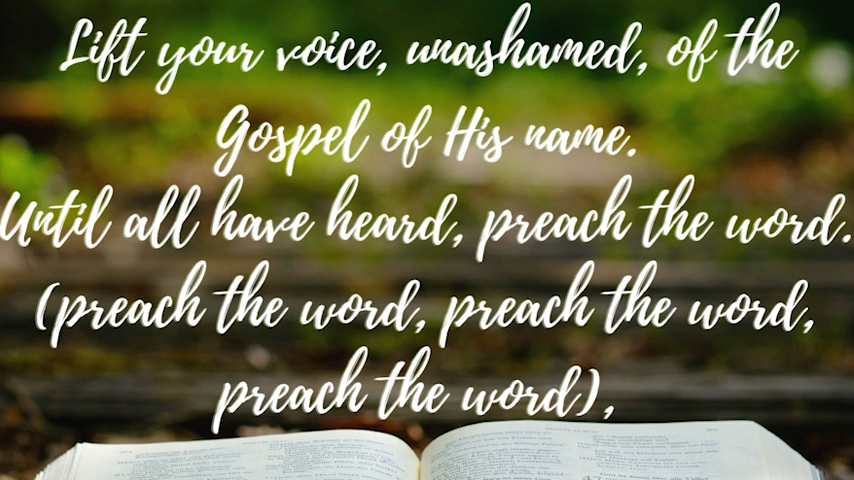 Lift your voice, unashamed, of the
Gospel of His name.
Until all have heard, preach the word.
(preach the word, preach the word,
preach the word),